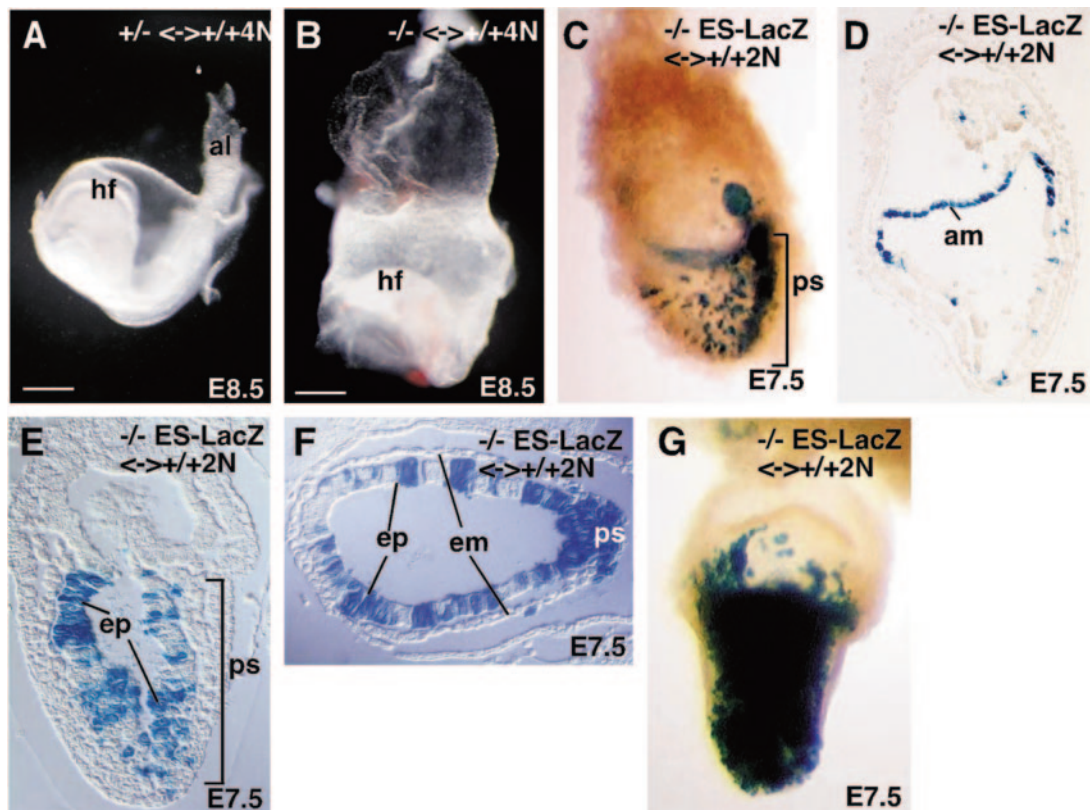 A
+/- <->+/+4N
al
hf
E8.5
B
-/- <->+/+4N
hf
E8.5
C
-/- ES-LacZ
<->+/+2N
ps
E7.5
D
-/- ES-LacZ
<->+/+2N
am
E7.5
E
-/- ES-LacZ
<->+/+2N
ep
ps
E7.5
F
-/- ES-LacZ
<->+/+2N
ep
em
ps
E7.5
G
-/- ES-LacZ
<->+/+2N
E7.5